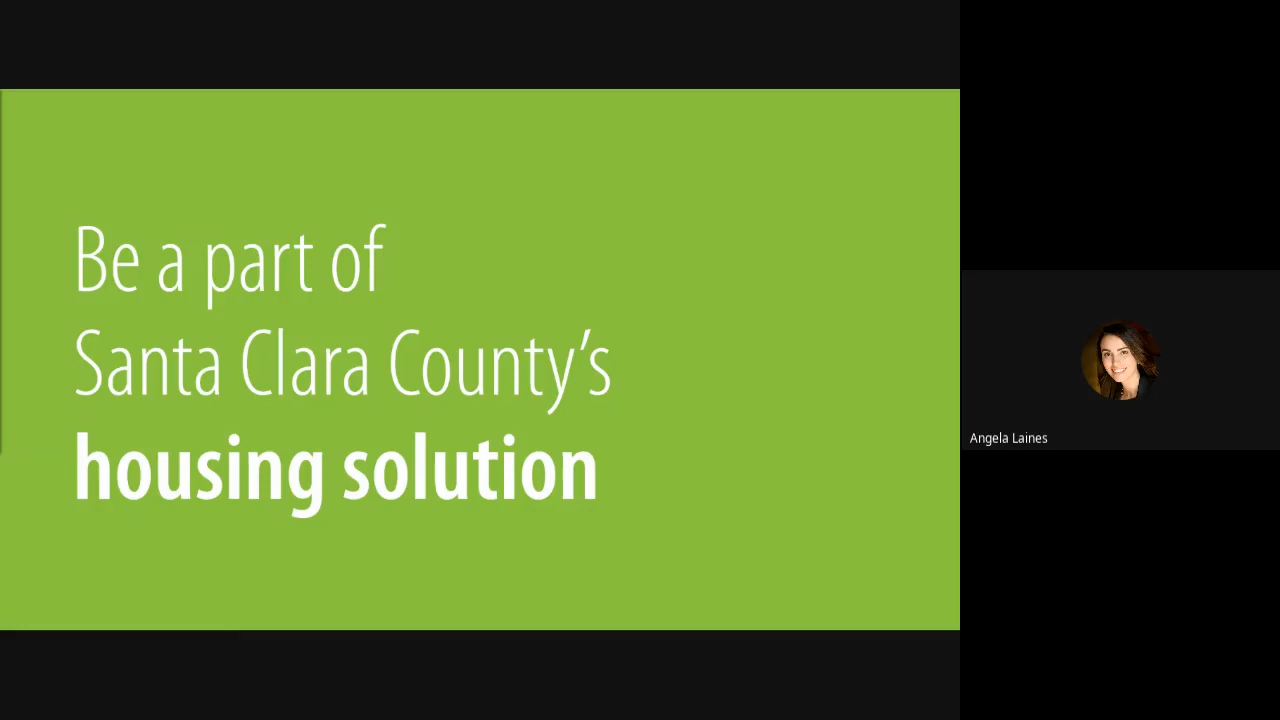 Be a part of
Santa Clara County’s
housing solution
Angela Laines